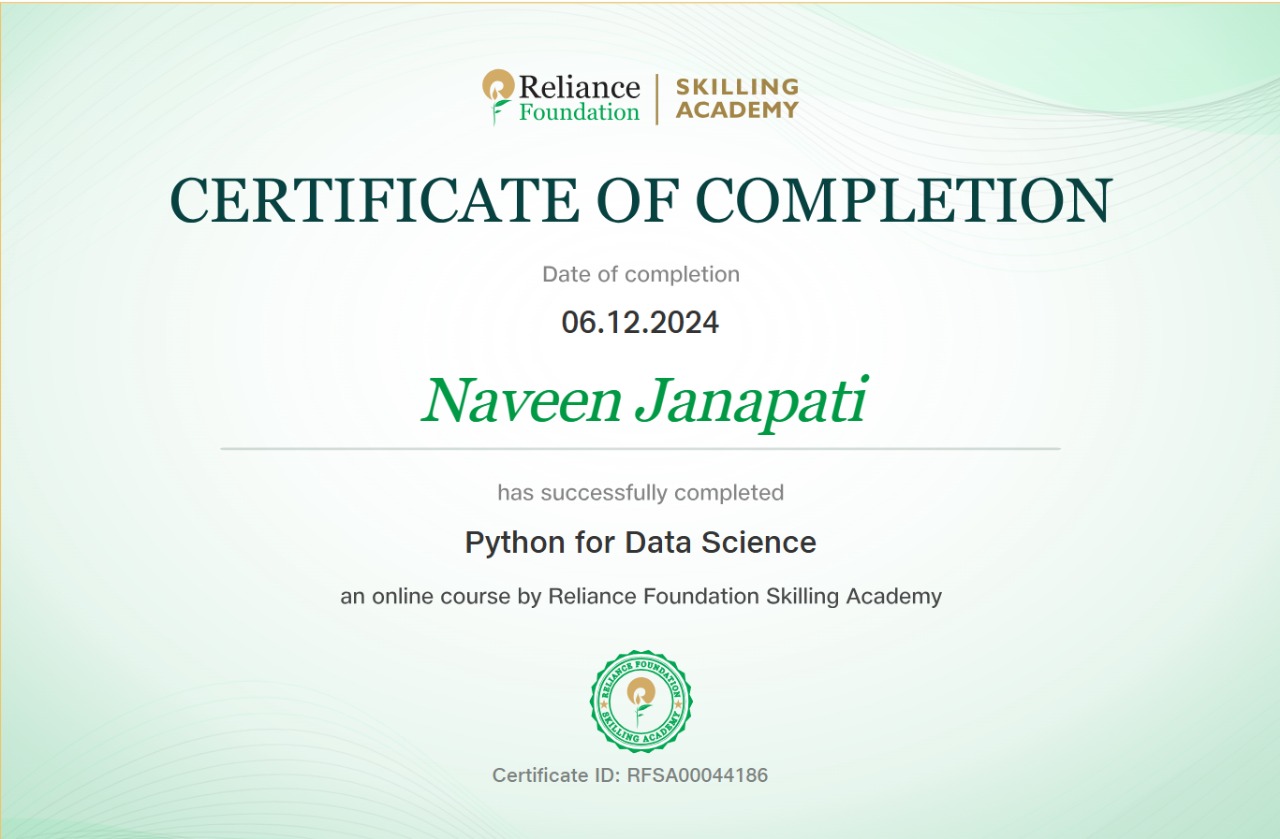 Reliance Foundation
SKILLING ACADEMY
CERTIFICATE OF COMPLETION
Date of completion
06.12.2024
Naveen Janapati
has successfully completed
Python for Data Science
an online course by Reliance Foundation Skilling Academy
RELIANCE FOUNDATION
SKILLING ACADEMY
Certificate ID: RFSA00044186